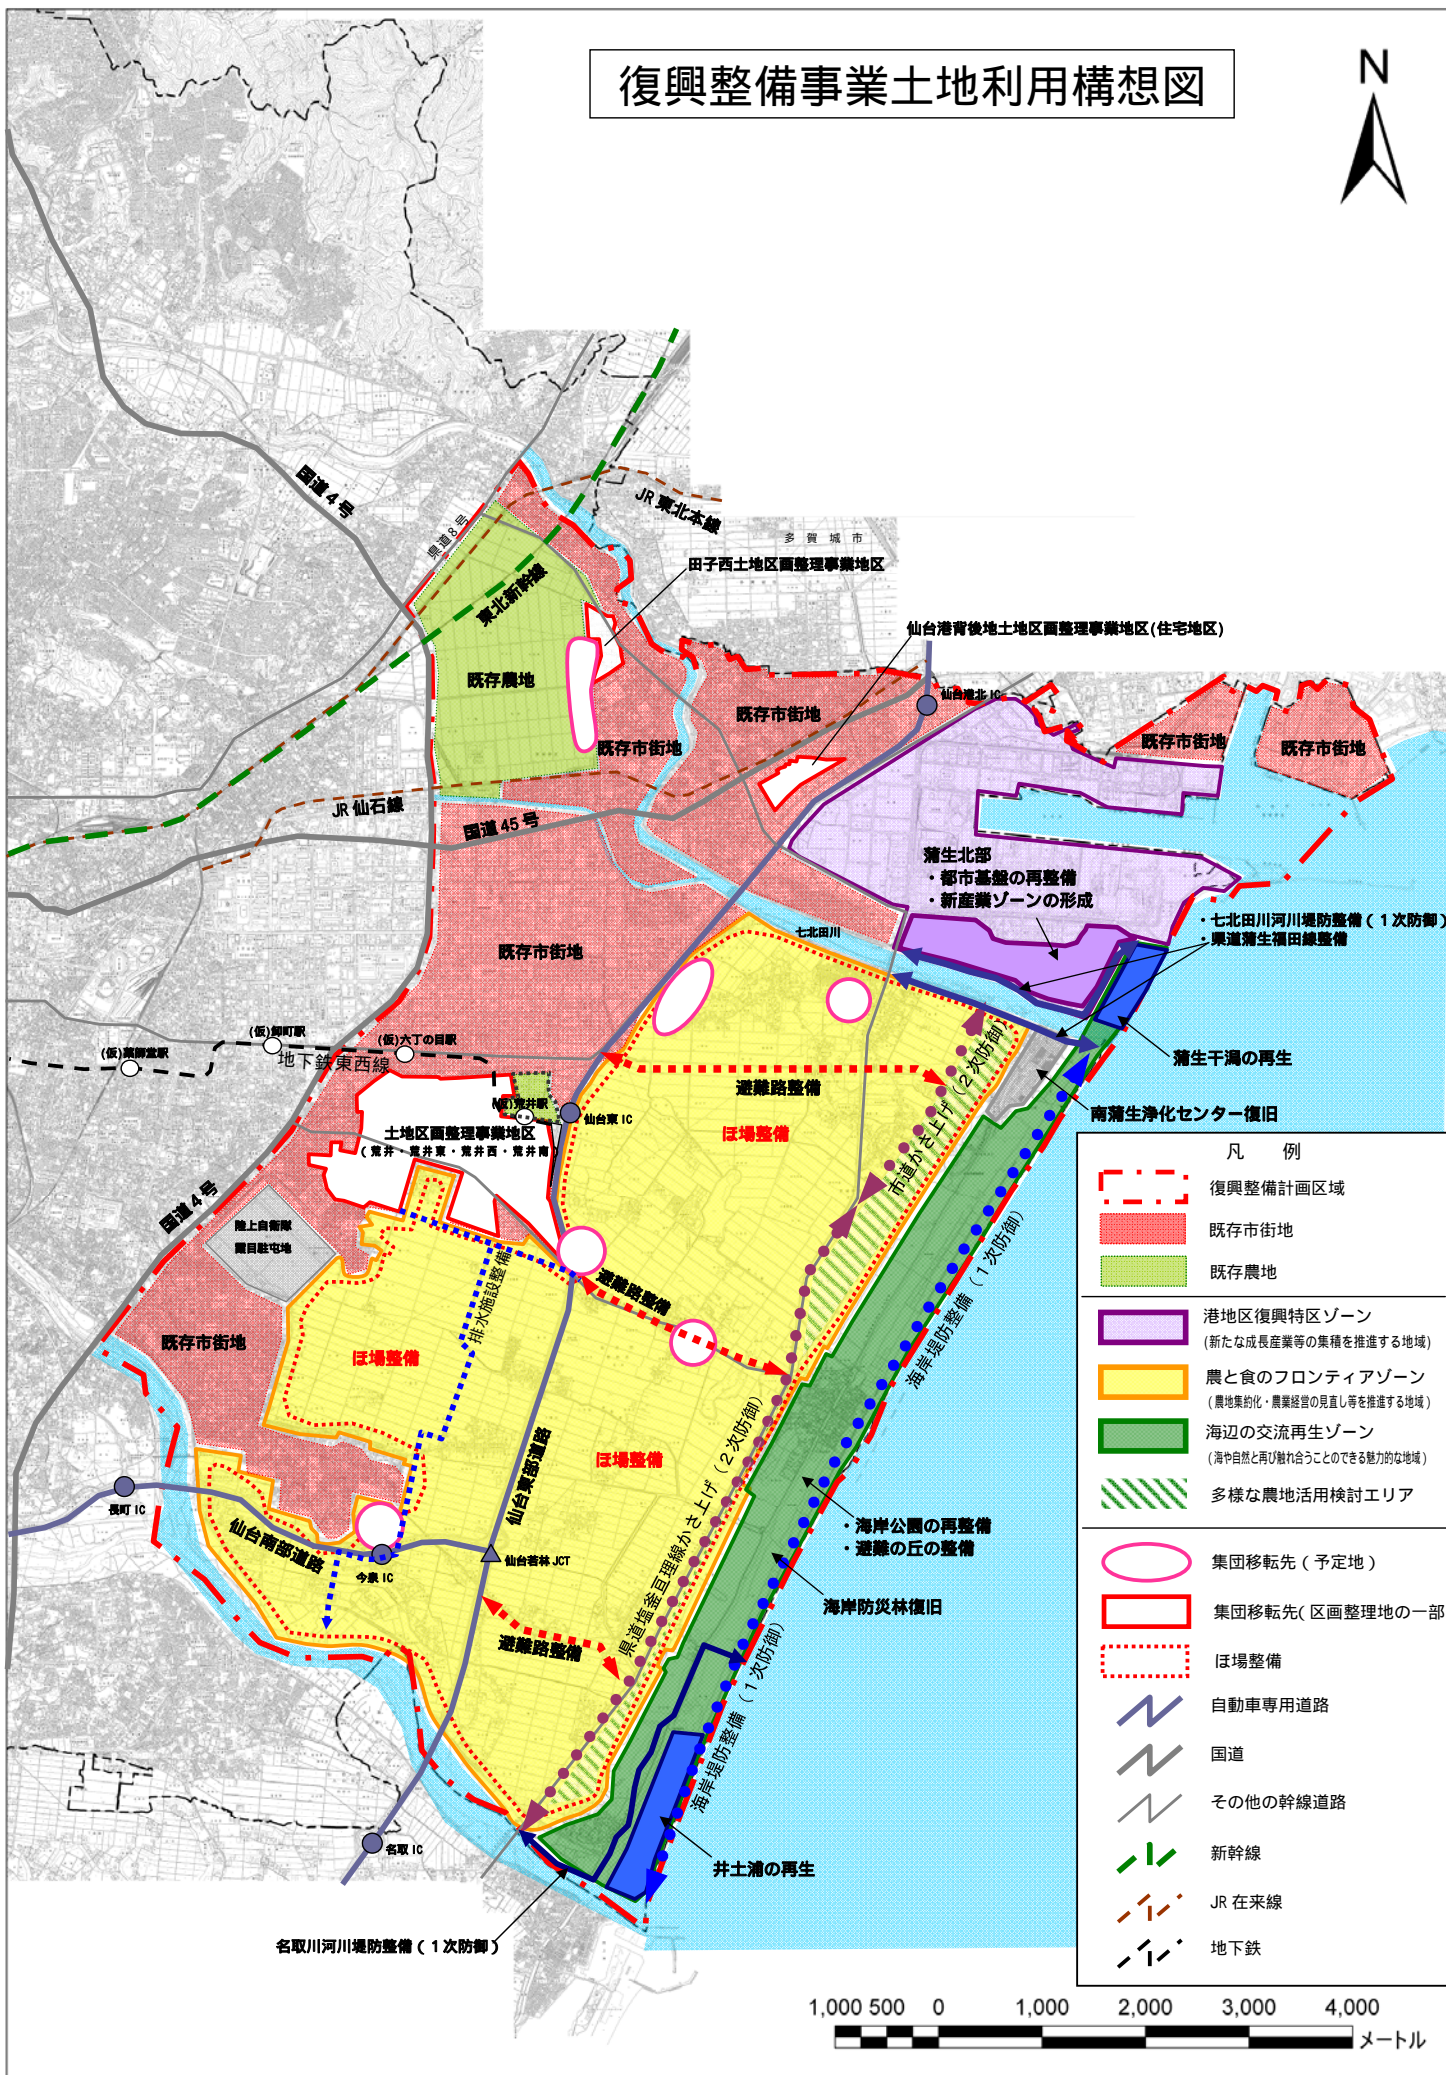 復興整備事業土地利用構想図
N
国道4号
県道8号
JR東北本線
多賀城市
田子西土地区画整理事業地区
東北新幹線
仙台港背後地土地区画整理事業地区(住宅地区)
既存農地
仙台港北IC
既存市街地
既存市街地
既存市街地
既存市街地
JR仙石線
国道45号
蒲生北部
・都市基盤の再整備
・新産業ゾーンの形成
・七北田川河川堤防整備(1次防御)
・県道蒲生福田線整備
七北田川
既存市街地
(仮)卸町駅
(仮)六丁の目駅
(仮)薬師堂駅
地下鉄東西線
蒲生干潟の再生
避難路整備
市道かさ上げ(2次防御)
(仮)荒井駅
仙台東IC
南蒲生浄化センター復旧
ほ場整備
土地区画整理事業地区
(荒井・荒井東・荒井西・荒井南)
国道4号
陸上自衛隊
霞目駐屯地
排水施設整備
避難路整備
海岸堤防整備(1次防御)
既存市街地
ほ場整備
ほ場整備
仙台東部道路
県道塩釜亘理線かさ上げ(2次防御)
長町IC
仙台南部道路
今泉IC
仙台若林JCT
・海岸公園の再整備
・避難の丘の整備
海岸防災林復旧
避難路整備
海岸堤防整備(1次防御)
名取IC
井土浦の再生
名取川河川堤防整備(1次防御)
凡 例
復興整備計画区域
既存市街地
既存農地
港地区復興特区ゾーン
(新たな成長産業等の集積を推進する地域)
農と食のフロンティアゾーン
(農地集約化・農業経営の見直し等を推進する地域)
海辺の交流再生ゾーン
(海や自然と再び触れ合うことのできる魅力的な地域)
多様な農地活用検討エリア
集団移転先(予定地)
集団移転先(区画整理地の一部
ほ場整備
自動車専用道路
国道
その他の幹線道路
新幹線
JR在来線
地下鉄
1,000 500 0 1,000 2,000 3,000 4,000
メートル